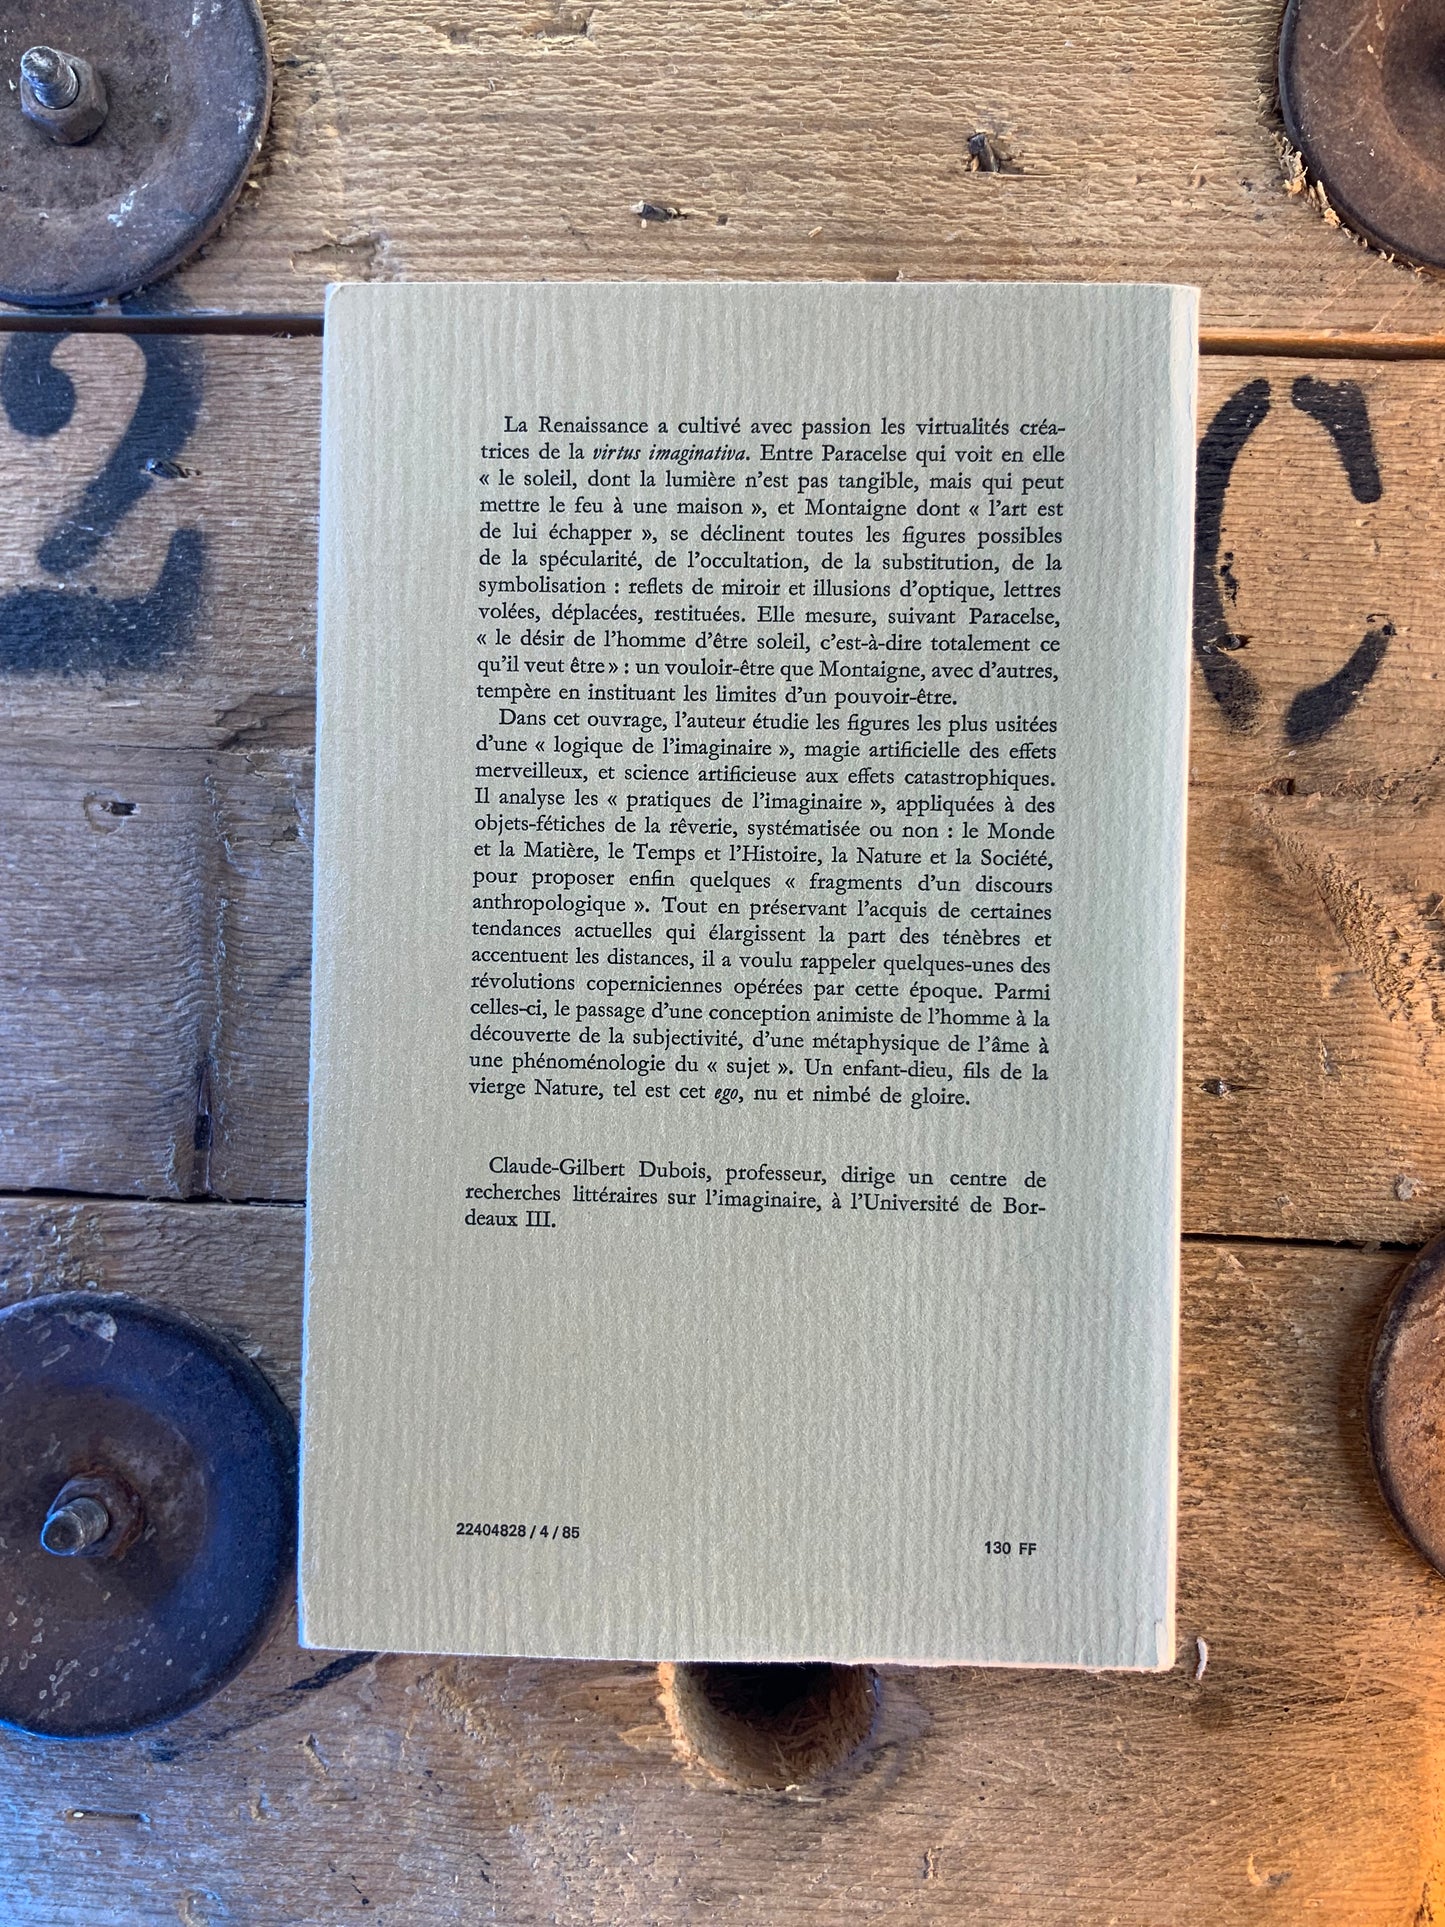 2
C
La Renaissance a cultivé avec passion les virtualités créa-
trices de la virtus imaginativa. Entre Paracelse qui voit en elle
« le soleil, dont la lumière n'est pas tangible, mais qui peut
mettre le feu à une maison », et Montaigne dont « l'art est
de lui échapper », se déclinent toutes les figures possibles
de la spécularité, de l'occultation, de la substitution, de la
symbolisation : reflets de miroir et illusions d'optique, lettres
volées, déplacées, restituées. Elle mesure, suivant Paracelse,
« le désir de l'homme d'être soleil, c'est-à-dire totalement ce
qu'il veut être » : un vouloir-être que Montaigne, avec d'autres,
tempère en instituant les limites d'un pouvoir-être.
Dans cet ouvrage, l'auteur étudie les figures les plus usitées
d'une « logique de l'imaginaire », magie artificielle des effets
merveilleux, et science artificieuse aux effets catastrophiques.
Il analyse les « pratiques de l'imaginaire », appliquées à des
objets-fétiches de la rêverie, systématisée ou non : le Monde
et la Matière, le Temps et l'Histoire, la Nature et la Société,
pour proposer enfin quelques « fragments d'un discours
anthropologique ». Tout en préservant l'acquis de certaines
tendances actuelles qui élargissent la part des ténèbres et
accentuent les distances, il a voulu rappeler quelques-unes des
révolutions coperniciennes opérées par cette époque. Parmi
celles-ci, le passage d'une conception animiste de l'homme à la
découverte de la subjectivité, d'une métaphysique de l'âme à
une phénoménologie du « sujet ». Un enfant-dieu, fils de la
vierge Nature, tel est cet ego, nu et nimbé de gloire.
Claude-Gilbert Dubois, professeur, dirige un centre de
recherches littéraires sur l'imaginaire, à l'Université de Bor-
deaux III.
22404828 / 4 / 85
130 FF